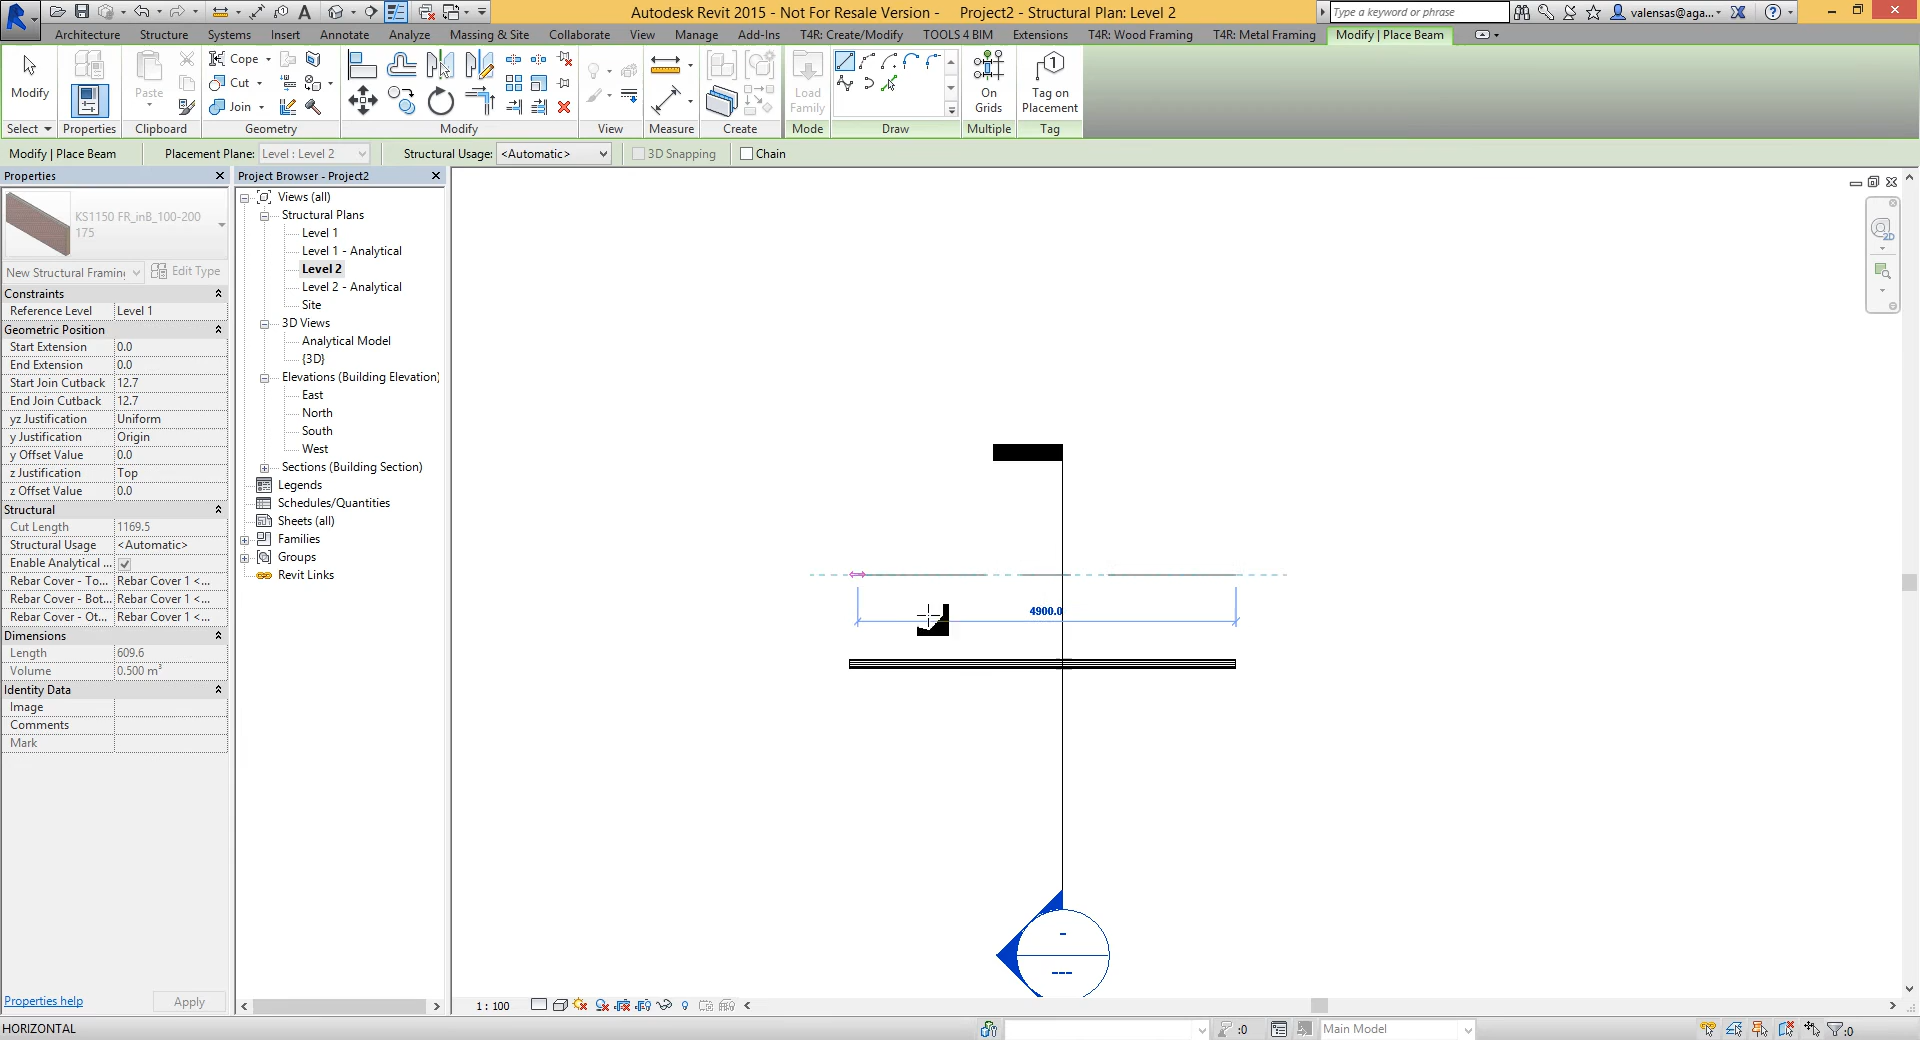 Autodesk Revit 2015 - Not For Resale Version - Project2 - Structural Plan: Level 2
Type a keyword or phrase
valensas@aga...
Architecture Structure Systems Insert Annotate Analyze Massing & Site Collaborate View Manage Add-Ins T4R: Create/Modify TOOLS 4 BIM Extensions T4R: Wood Framing T4R: Metal Framing Modify | Place Beam
Modify
Paste
Cope
Cut
Join
Load
Family
On
Grids
Tag on
Placement
Select Properties Clipboard Geometry Modify View Measure Create Mode Draw Multiple Tag
Modify | Place Beam Placement Plane: Level : Level 2 Structural Usage: <Automatic> 3D Snapping Chain
Properties
KS1150 FR_inB_100-200
175
New Structural Framin Edit Type
Constraints
Reference Level Level 1
Geometric Position
Start Extension 0.0
End Extension 0.0
Start Join Cutback 12.7
End Join Cutback 12.7
yz Justification Uniform
y Justification Origin
y Offset Value 0.0
z Justification Top
z Offset Value 0.0
Structural
Cut Length 1169.5
Structural Usage <Automatic>
Enable Analytical ...
Rebar Cover - To... Rebar Cover 1 <...
Rebar Cover - Bot... Rebar Cover 1 <...
Rebar Cover - Ot... Rebar Cover 1 <...
Dimensions
Length 609.6
Volume 0.500 m³
Identity Data
Image
Comments
Mark
Properties help Apply
Project Browser - Project2
Views (all)
Structural Plans
Level 1
Level 1 - Analytical
Level 2
Level 2 - Analytical
Site
3D Views
Analytical Model
{3D}
Elevations (Building Elevation)
East
North
South
West
Sections (Building Section)
Legends
Schedules/Quantities
Sheets (all)
Families
Groups
Revit Links
4900.0
-
---
1 : 100
HORIZONTAL
:0
Main Model
:0